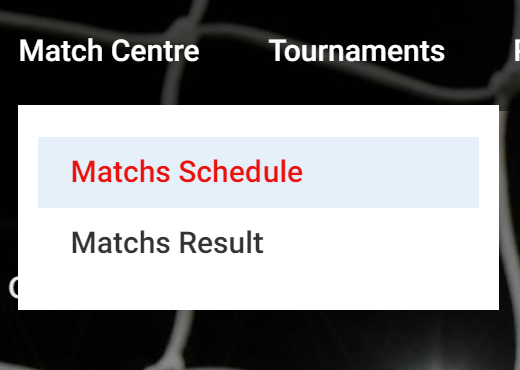 Match Centre Tournaments
Matchs Schedule
Matchs Result